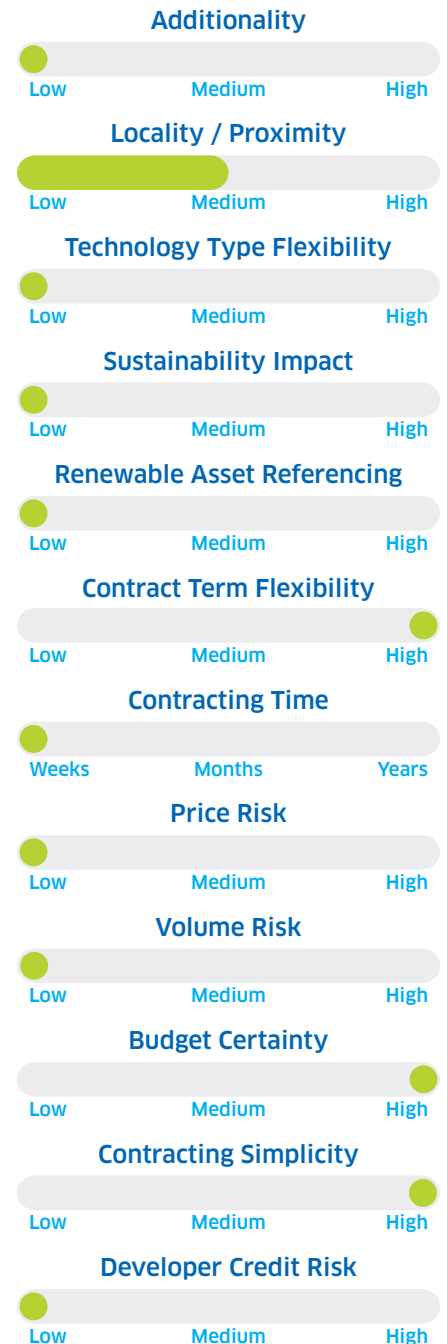 Additionality
Low Medium High
Locality / Proximity
Low Medium High
Technology Type Flexibility
Low Medium High
Sustainability Impact
Low Medium High
Renewable Asset Referencing
Low Medium High
Contract Term Flexibility
Low Medium High
Contracting Time
Weeks Months Years
Price Risk
Low Medium High
Volume Risk
Low Medium High
Budget Certainty
Low Medium High
Contracting Simplicity
Low Medium High
Developer Credit Risk
Low Medium High